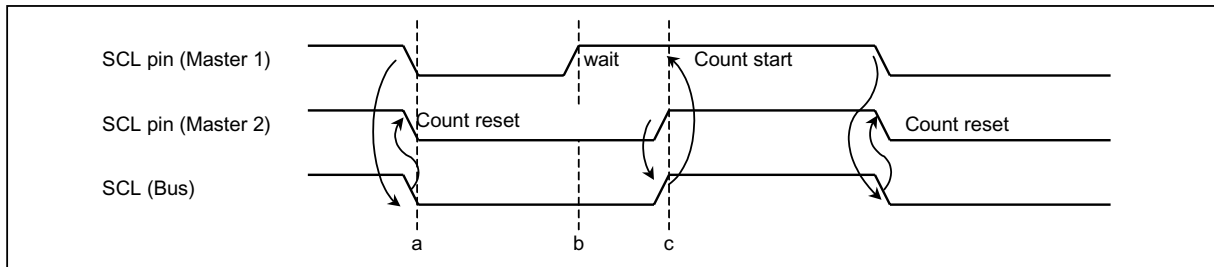 SCL pin (Master 1)
wait
Count start
SCL pin (Master 2)
Count reset
Count reset
SCL (Bus)
a
b
c